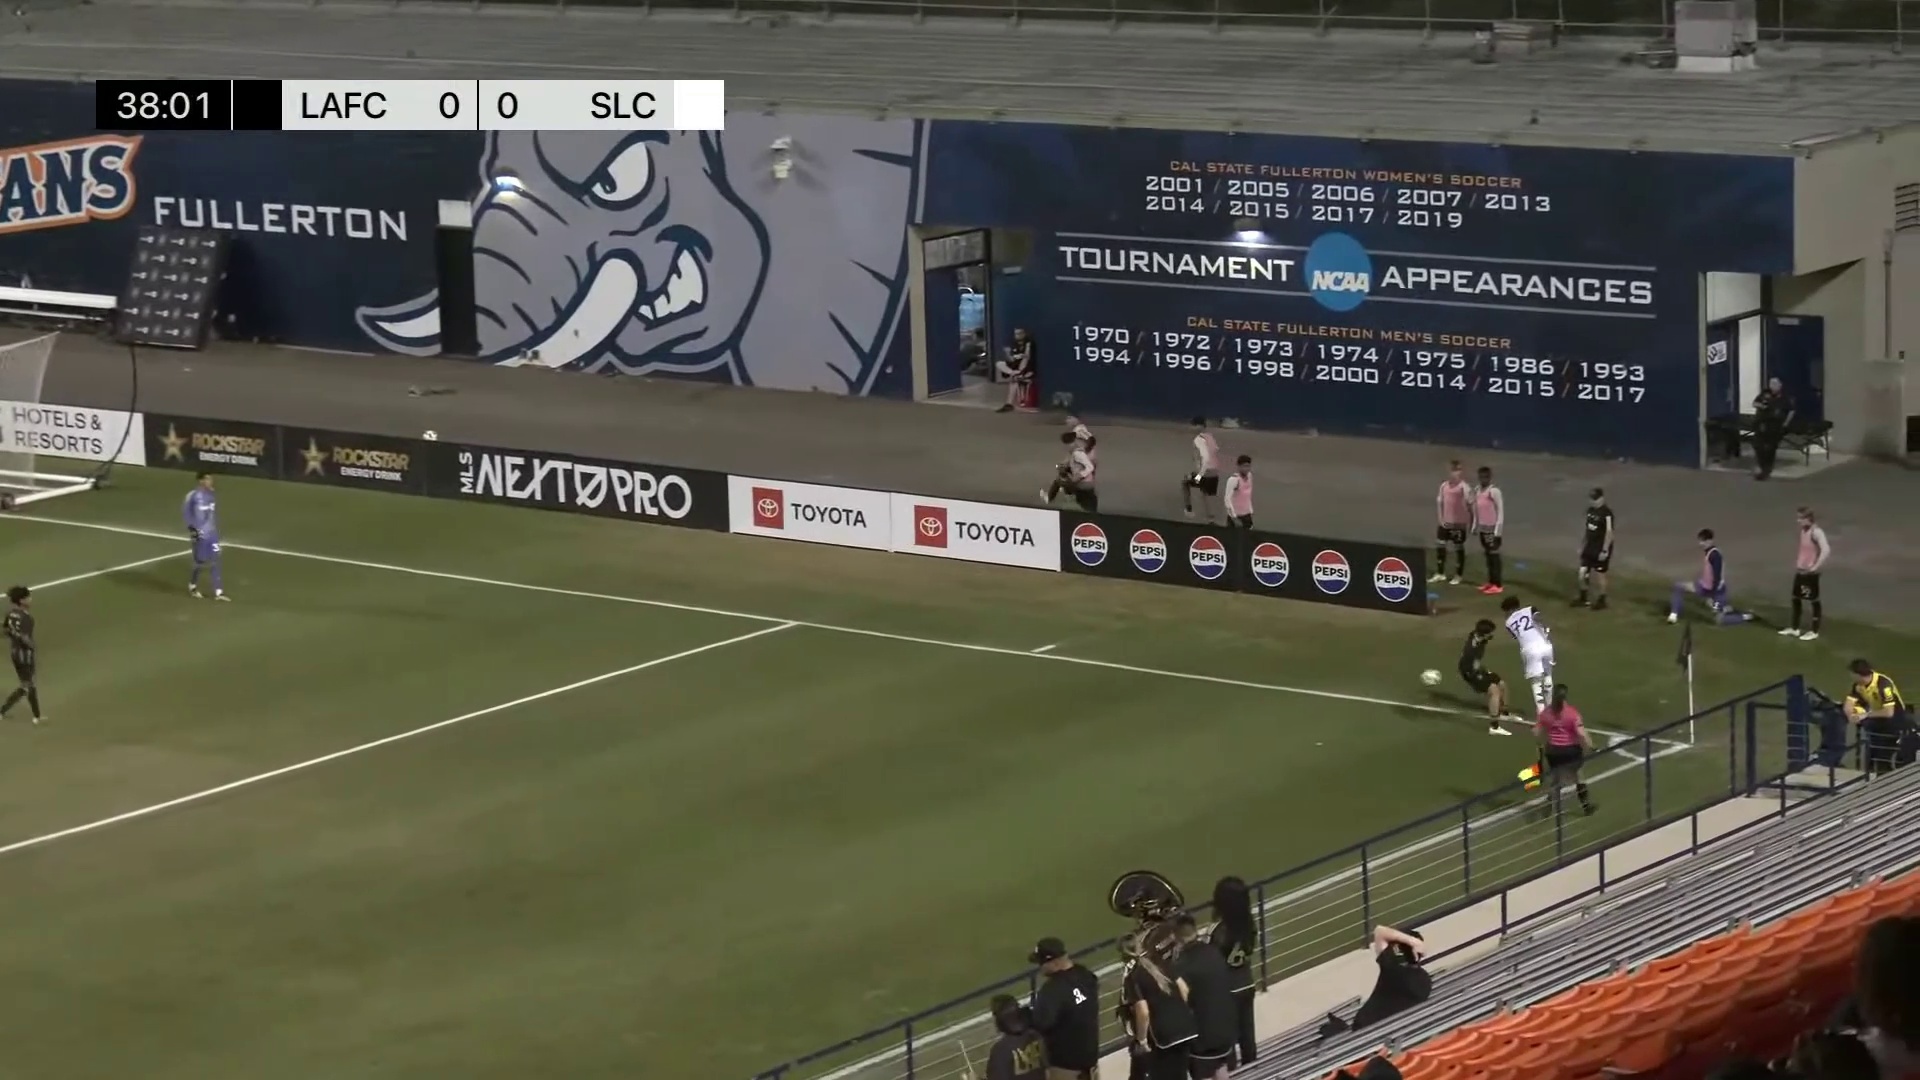 38:01 LAFC 0 0 SLC
ANS
FULLERTON
CAL STATE FULLERTON WOMEN'S SOCCER
2001 / 2005 / 2006 / 2007 / 2013
2014 / 2015 / 2017 / 2019
TOURNAMENT NCAA APPEARANCES
CAL STATE FULLERTON MEN'S SOCCER
1970 / 1972 / 1973 / 1974 / 1975 / 1986 / 1993
1994 / 1996 / 1998 / 2000 / 2014 / 2015 / 2017
HOTELS &
RESORTS
ROCKSTAR
ENERGY DRINK
ROCKSTAR
ENERGY DRINK
MLS NEXT PRO
TOYOTA
TOYOTA
PEPSI PEPSI PEPSI PEPSI PEPSI PEPSI
72
6